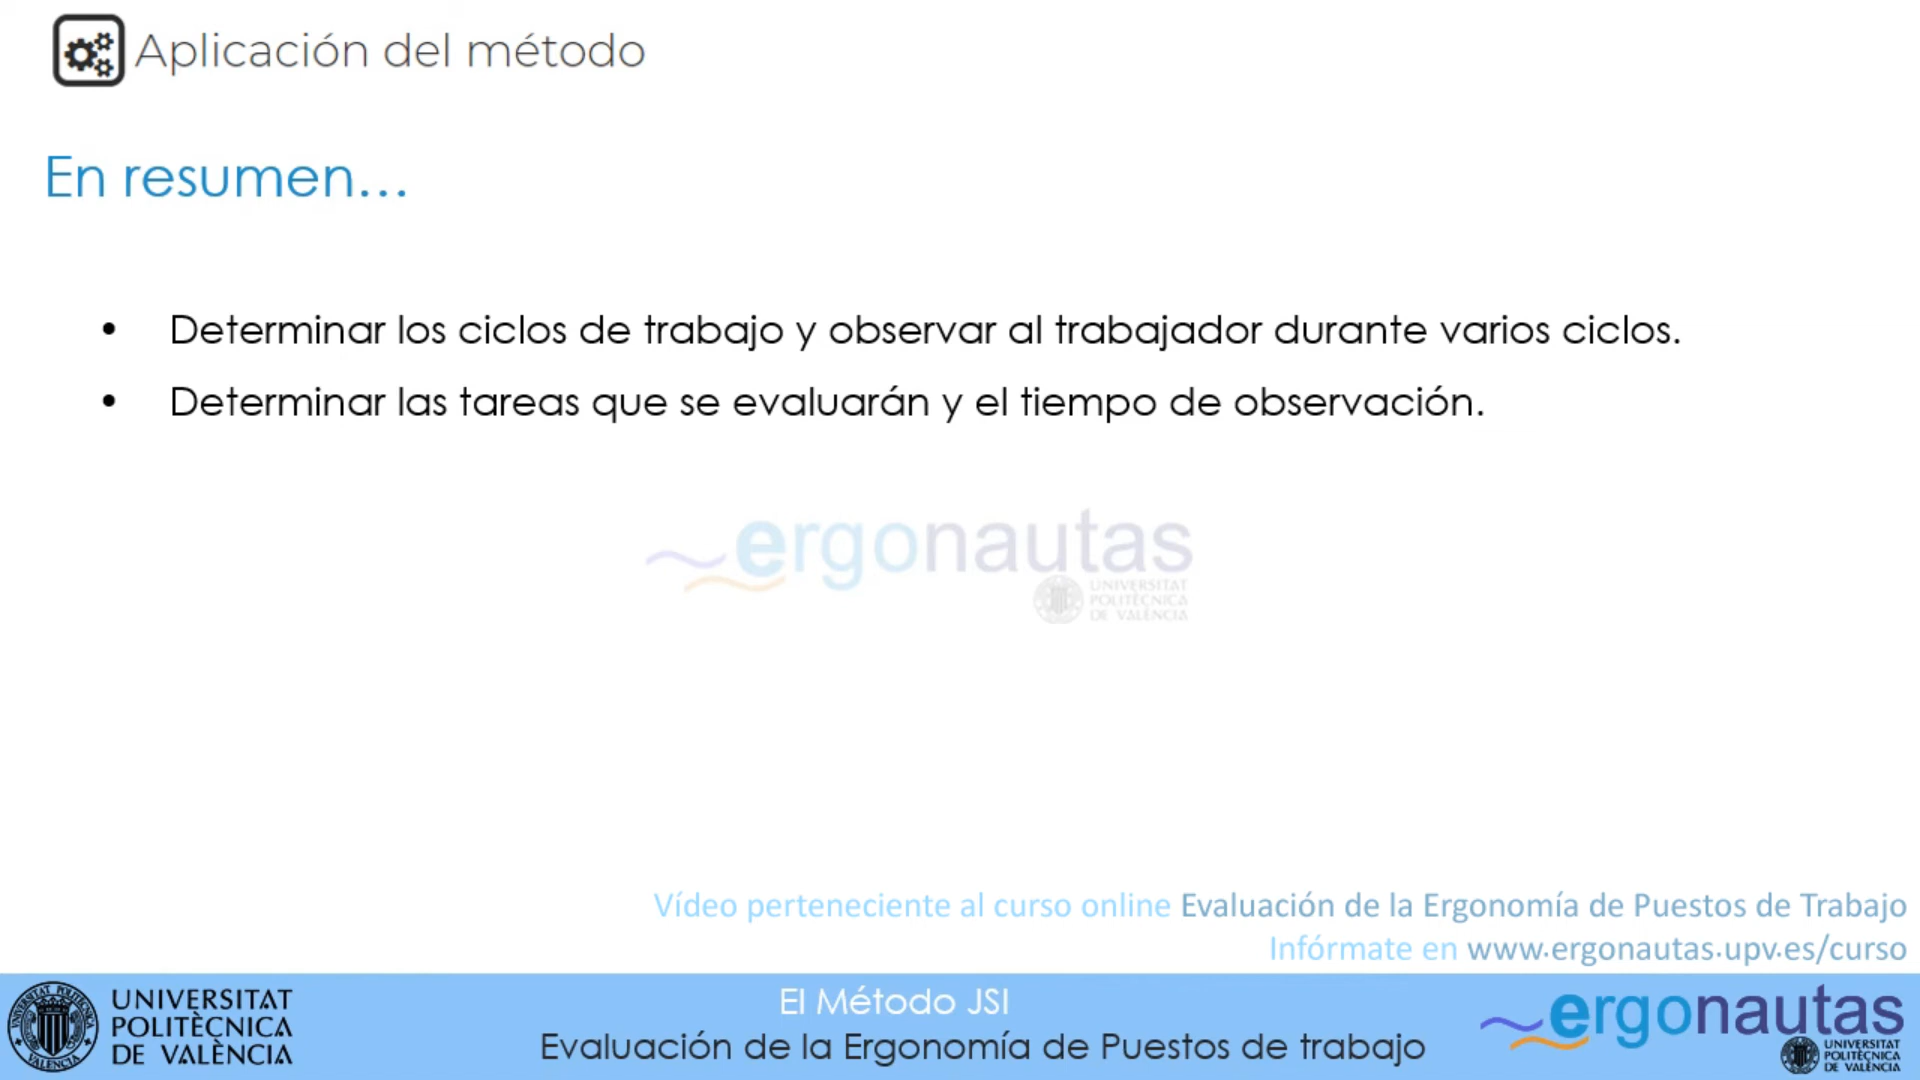 Aplicación del método
En resumen...
• Determinar los ciclos de trabajo y observar al trabajador durante varios ciclos.
• Determinar las tareas que se evaluarán y el tiempo de observación.
ergonautas
UNIVERSITAT
POLITÈCNICA
DE VALÈNCIA
Vídeo perteneciente al curso online Evaluación de la Ergonomía de Puestos de Trabajo
Infórmate en www.ergonautas.upv.es/curso
UNIVERSITAT
POLITÈCNICA
DE VALÈNCIA
El Método JSI
Evaluación de la Ergonomía de Puestos de trabajo
ergonautas
UNIVERSITAT
POLITÈCNICA
DE VALÈNCIA